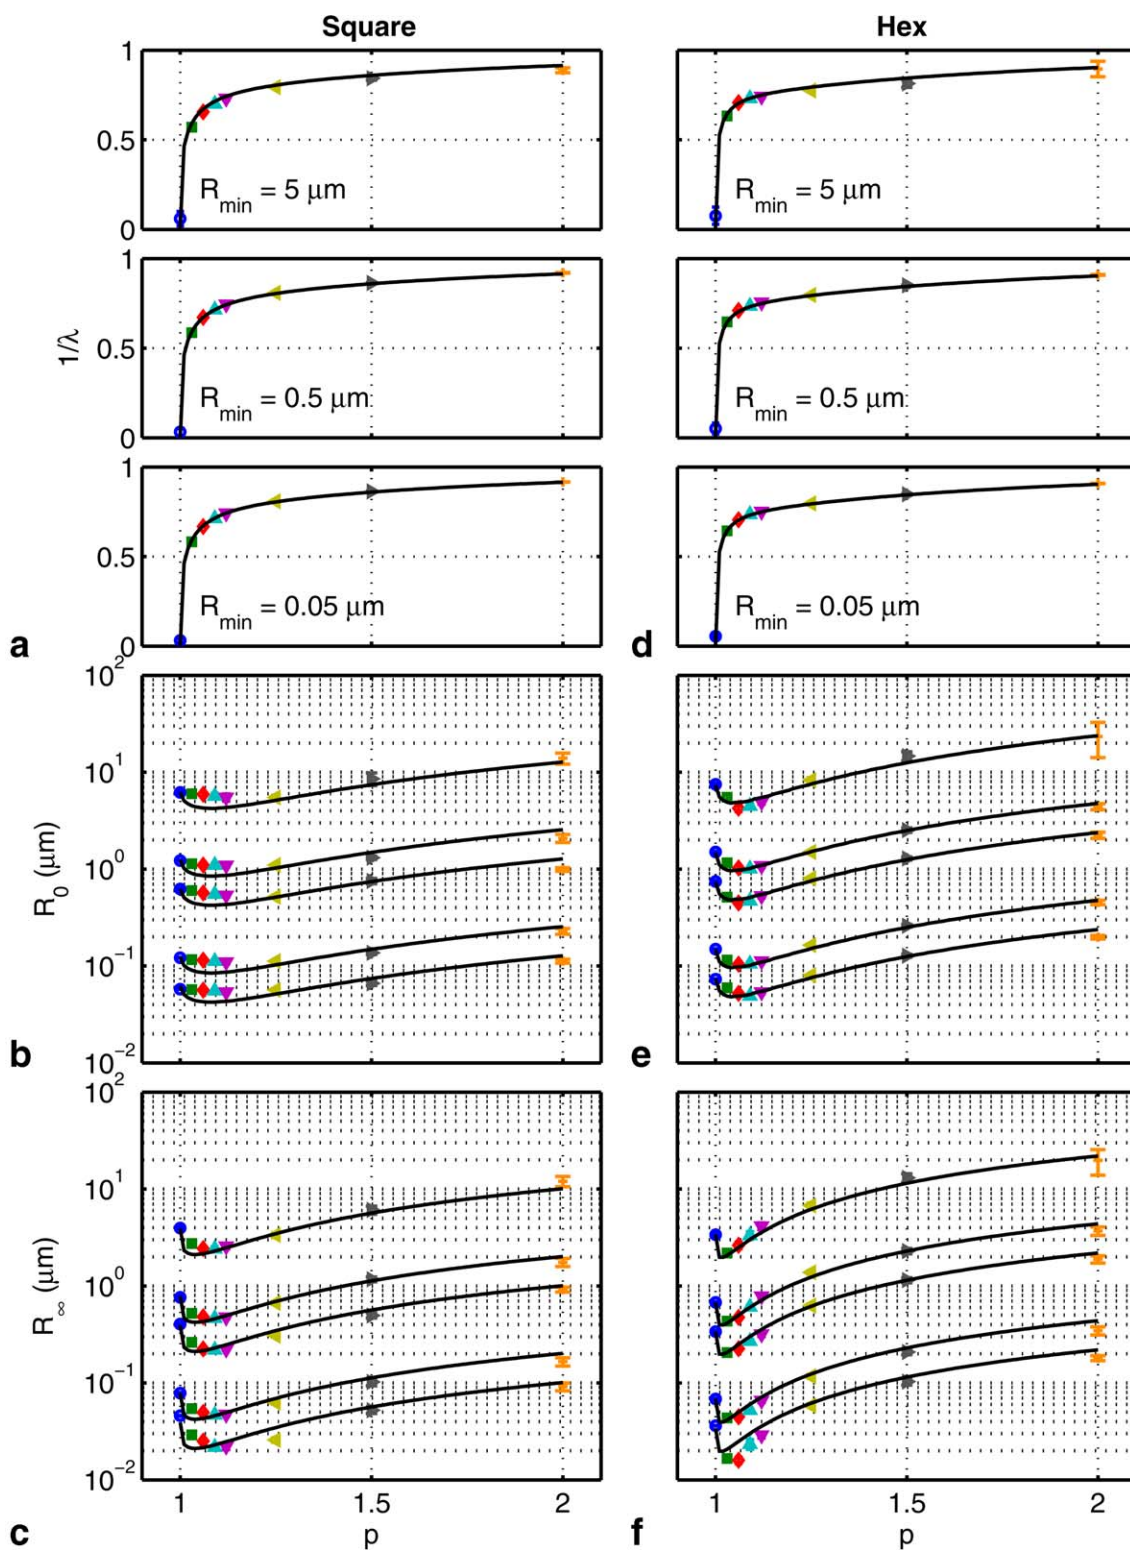 Square
Hex
1
0.5
0
R_min = 5 μm
R_min = 5 μm
1
0.5
0
1/λ
R_min = 0.5 μm
R_min = 0.5 μm
1
0.5
0
R_min = 0.05 μm
R_min = 0.05 μm
a
d
10^2
10^1
10^0
10^-1
10^-2
R_0 (μm)
b
e
10^2
10^1
10^0
10^-1
10^-2
R_∞ (μm)
1 1.5 2
1 1.5 2
p
p
c
f